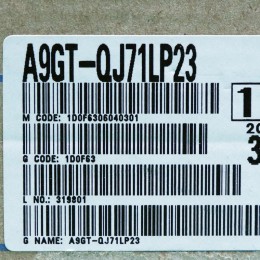 A9GT-QJ71LP23
M CODE: 1D0F6306040301
1
20
G CODE: 1D0F63
3
L NO.: 319801
G NAME: A9GT-QJ71LP23